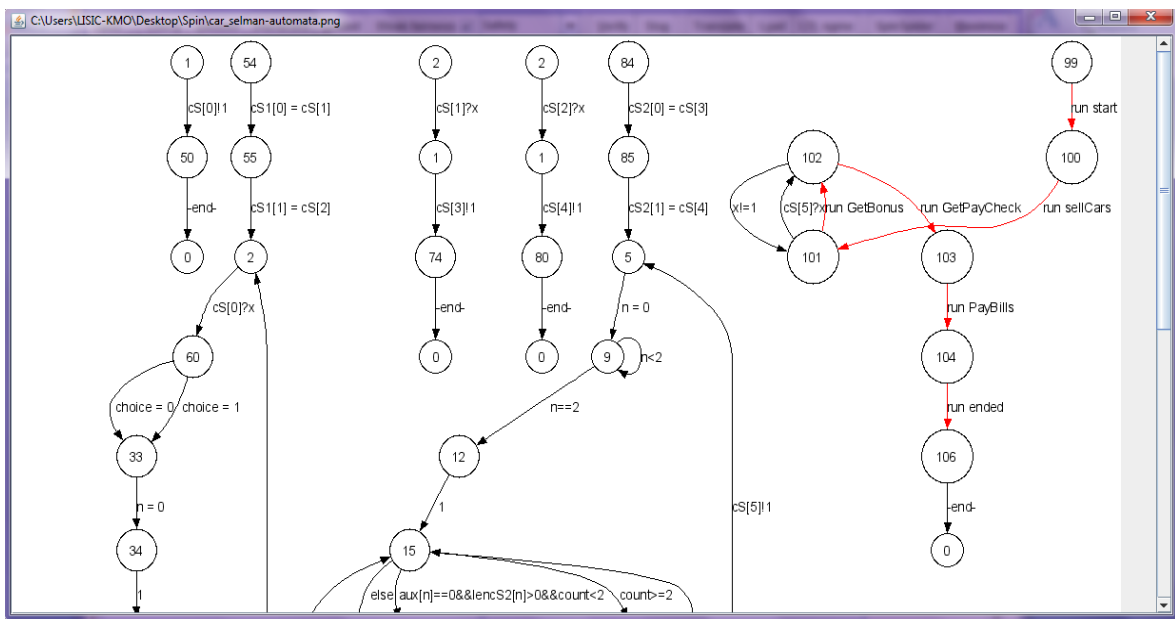 C:\Users\LISIC-KMO\Desktop\Spin\car_selman-automata.png
1 54 2 2 84 99
cS[0]!1 cS1[0] = cS[1] cS[1]?x cS[2]?x cS2[0] = cS[3] run start
50 55 1 1 85 102 100
-end- cS1[1] = cS[2] cS[3]!1 cS[4]!1 cS2[1] = cS[4] x!=1 cS[5]?x run GetBonus run GetPayCheck run sellCars
0 2 74 80 5 101 103
cS[0]?x -end- -end- n = 0 run PayBills
60 0 0 9 n<2 104
choice = 0 choice = 1 n==2 run ended
33 12 106
n = 0 1 cS[5]!1 -end-
34 15 0
1 else aux[n]==0&&lencS2[n]>0&&count<2 count>=2